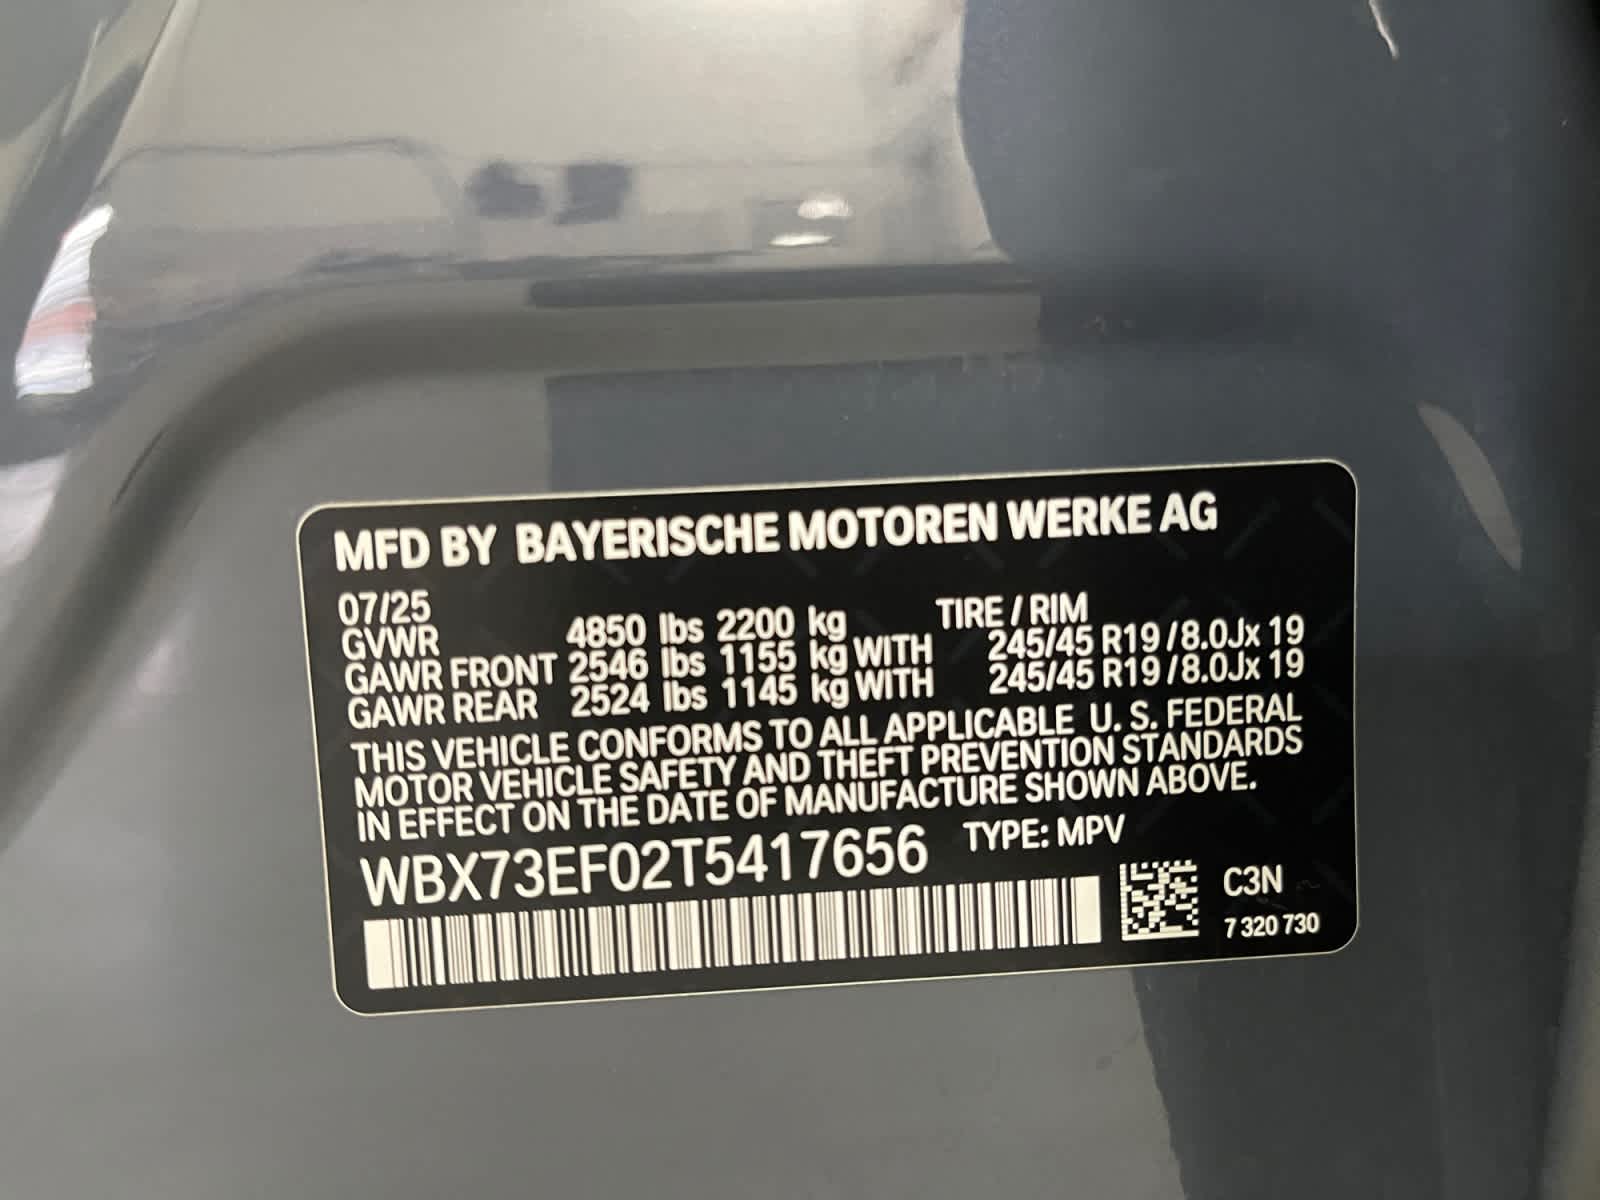 MFD BY BAYERISCHE MOTOREN WERKE AG
07/25
GVWR 4850 lbs 2200 kg TIRE / RIM
GAWR FRONT 2546 lbs 1155 kg WITH 245/45 R19 / 8.0Jx 19
GAWR REAR 2524 lbs 1145 kg WITH 245/45 R19 / 8.0Jx 19
THIS VEHICLE CONFORMS TO ALL APPLICABLE U. S. FEDERAL
MOTOR VEHICLE SAFETY AND THEFT PREVENTION STANDARDS
IN EFFECT ON THE DATE OF MANUFACTURE SHOWN ABOVE.
WBX73EF02T5417656 TYPE: MPV
C3N
7 320 730